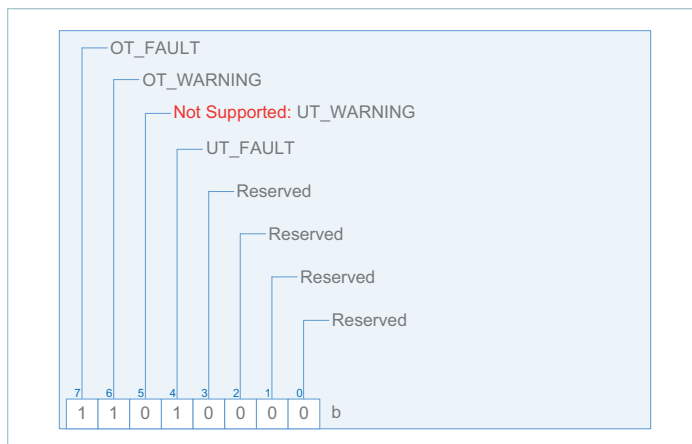 OT_FAULT
OT_WARNING
Not Supported: UT_WARNING
UT_FAULT
Reserved
Reserved
Reserved
Reserved
7 6 5 4 3 2 1 0
1 1 0 1 0 0 0 0 b